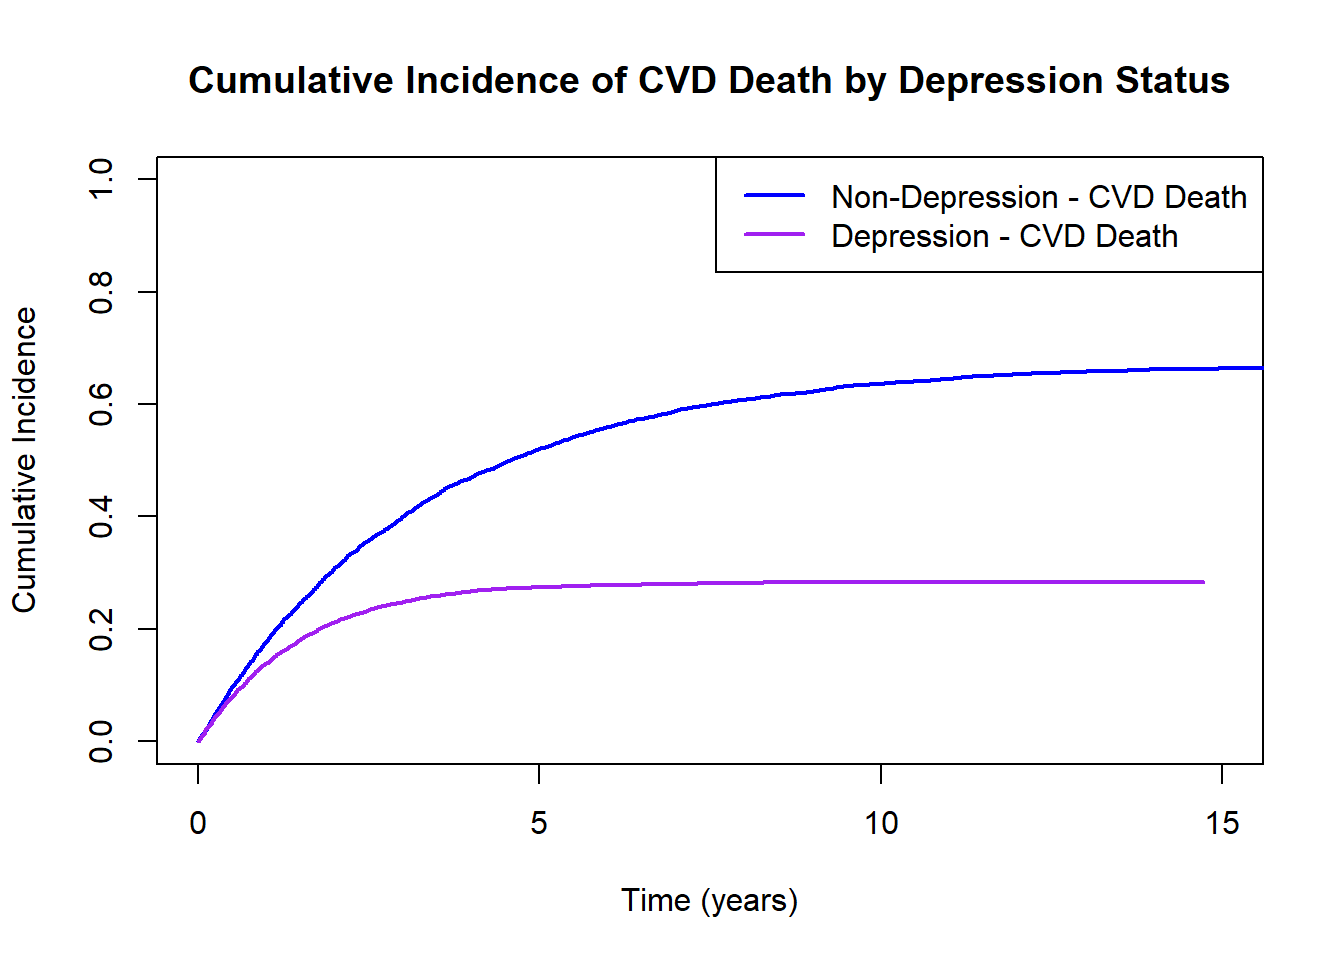 Cumulative Incidence of CVD Death by Depression Status
Non-Depression - CVD Death
Depression - CVD Death
Cumulative Incidence
1.0
0.8
0.6
0.4
0.2
0.0
0 5 10 15
Time (years)